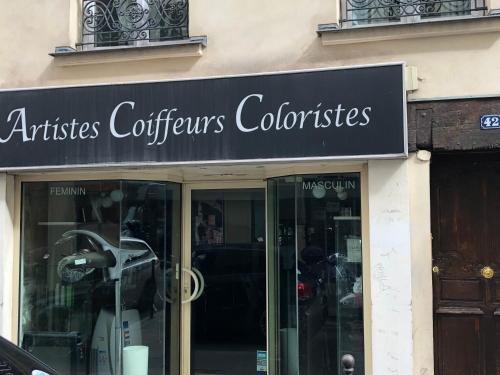 Artistes Coiffeurs Coloristes
42
FEMININ
MASCULIN